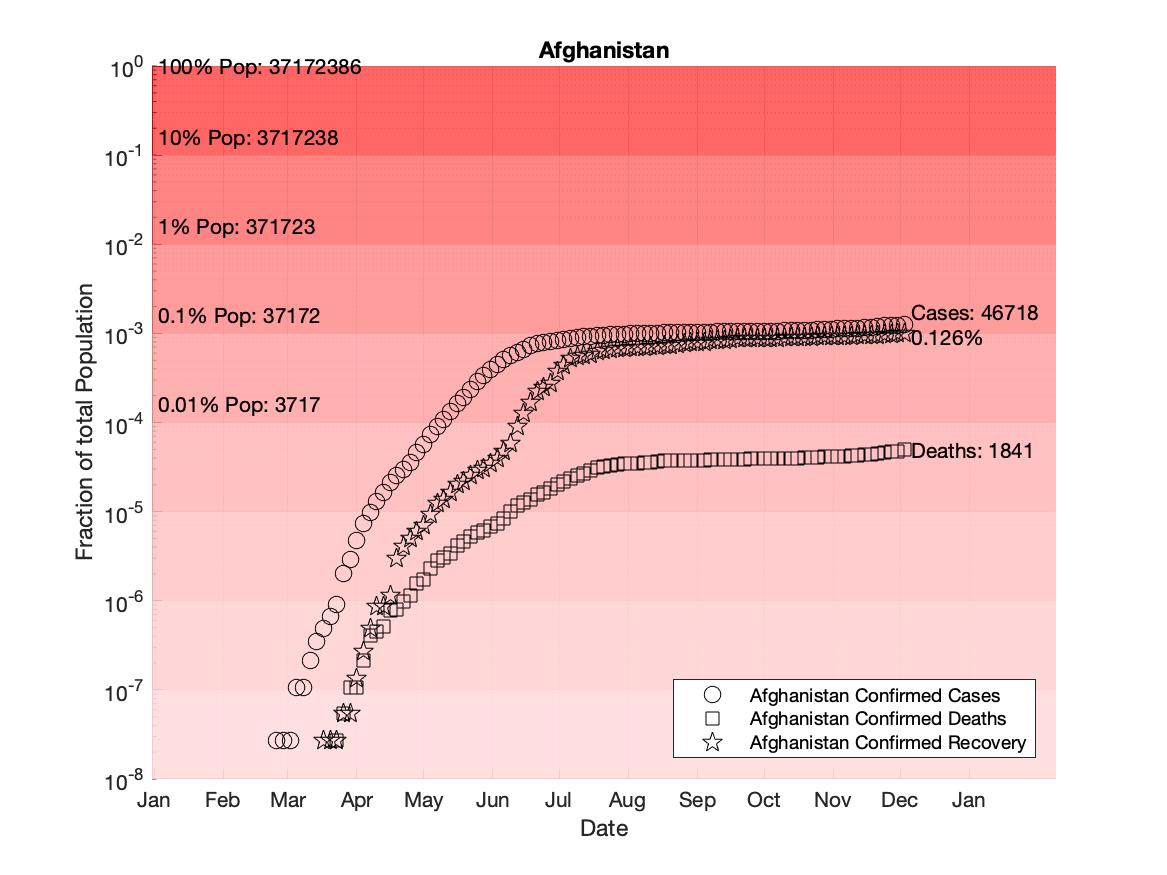 Afghanistan
10^0
100% Pop: 37172386
10% Pop: 3717238
10^-1
1% Pop: 371723
10^-2
0.1% Pop: 37172
Cases: 46718
10^-3
0.126%
0.01% Pop: 3717
10^-4
Deaths: 1841
10^-5
10^-6
10^-7
10^-8
Fraction of total Population
Afghanistan Confirmed Cases
Afghanistan Confirmed Deaths
Afghanistan Confirmed Recovery
Jan Feb Mar Apr May Jun Jul Aug Sep Oct Nov Dec Jan
Date